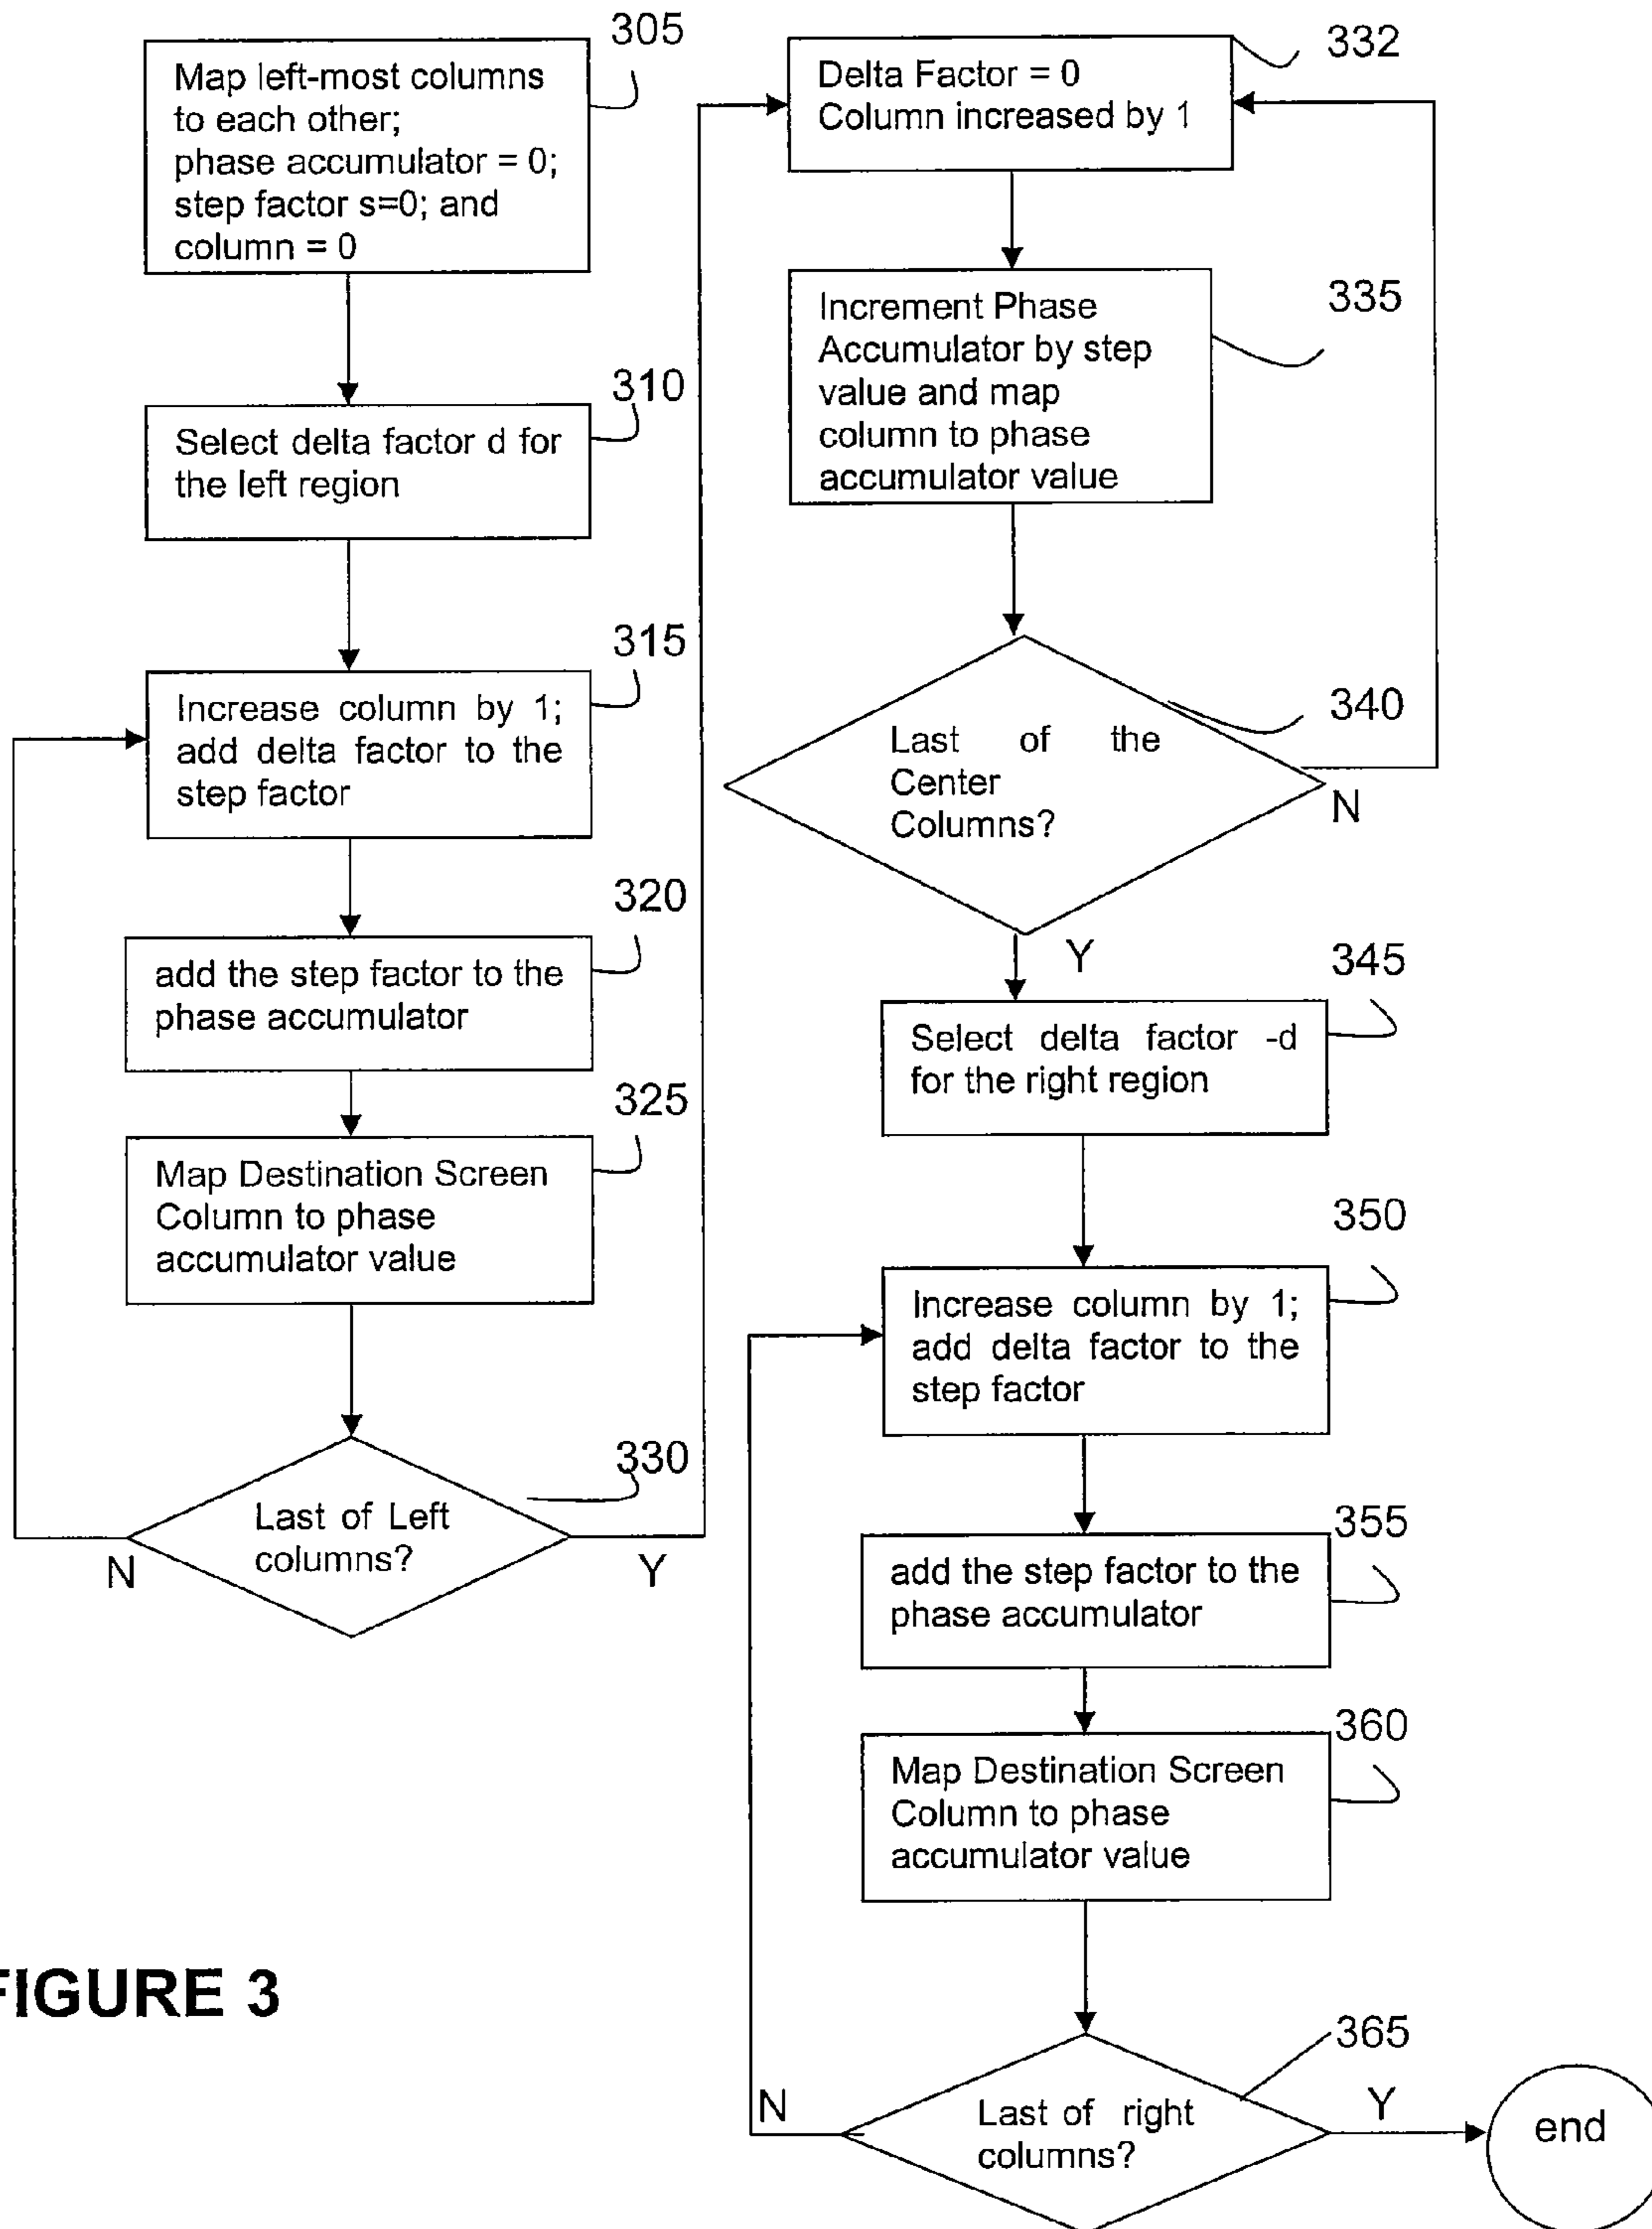 305
Map left-most columns
to each other;
phase accumulator = 0;
step factor s=0; and
column = 0
310
Select delta factor d for
the left region
315
Increase column by 1;
add delta factor to the
step factor
320
add the step factor to the
phase accumulator
325
Map Destination Screen
Column to phase
accumulator value
330
Last of Left
columns?
N
Y
332
Delta Factor = 0
Column increased by 1
335
Increment Phase
Accumulator by step
value and map
column to phase
accumulator value
340
Last of the
Center
Columns?
N
Y
345
Select delta factor -d
for the right region
350
Increase column by 1;
add delta factor to the
step factor
355
add the step factor to the
phase accumulator
360
Map Destination Screen
Column to phase
accumulator value
365
Last of right
columns?
N
Y
end
FIGURE 3